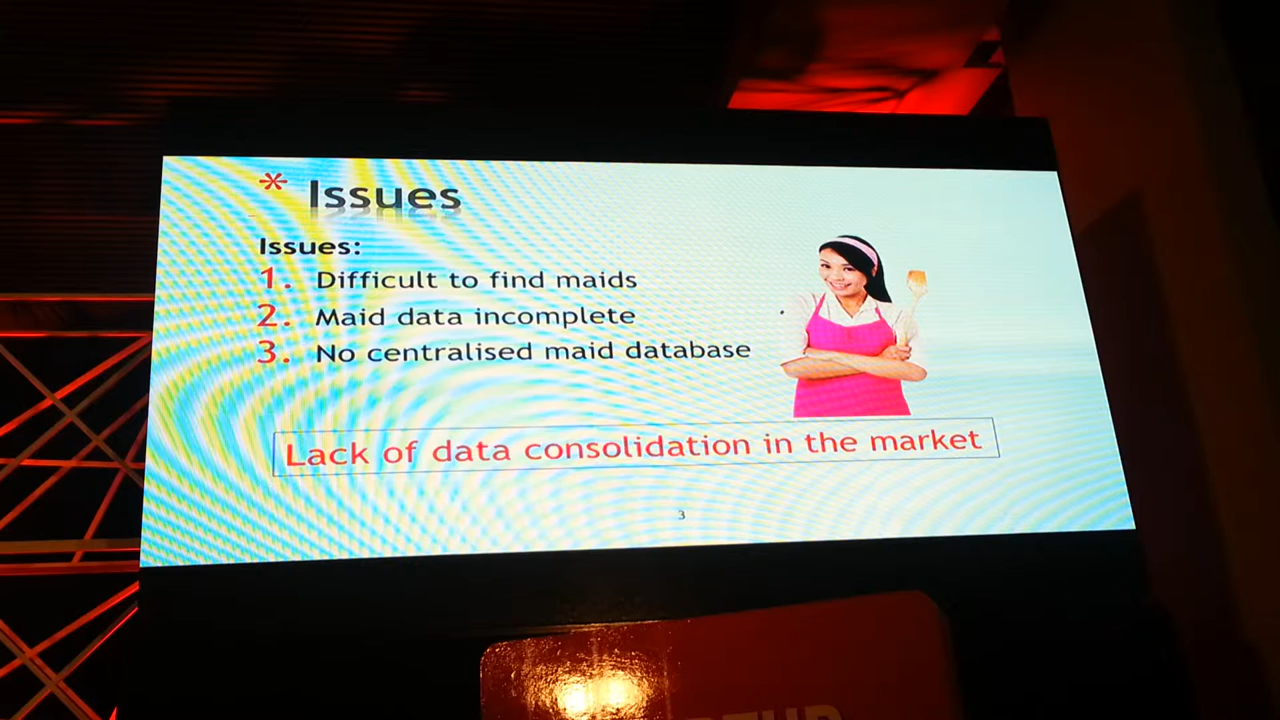 * Issues
Issues:
1. Difficult to find maids
2. Maid data incomplete
3. No centralised maid database
Lack of data consolidation in the market
3